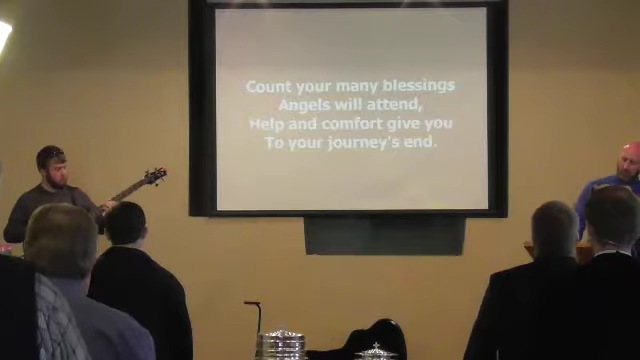 Count your many blessings
Angels will attend,
Help and comfort give you
To your journey's end.